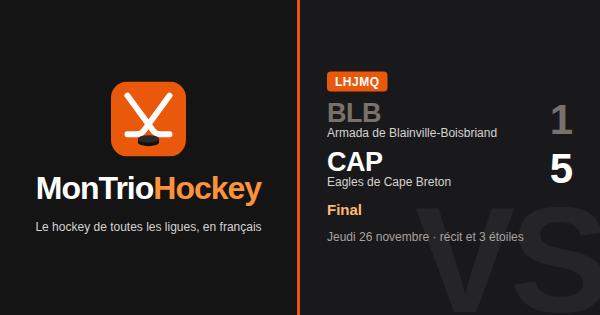 MonTrioHockey
Le hockey de toutes les ligues, en français
LHJMQ
BLB 1
Armada de Blainville-Boisbriand
CAP 5
Eagles de Cape Breton
Final
Jeudi 26 novembre · récit et 3 étoiles
VS